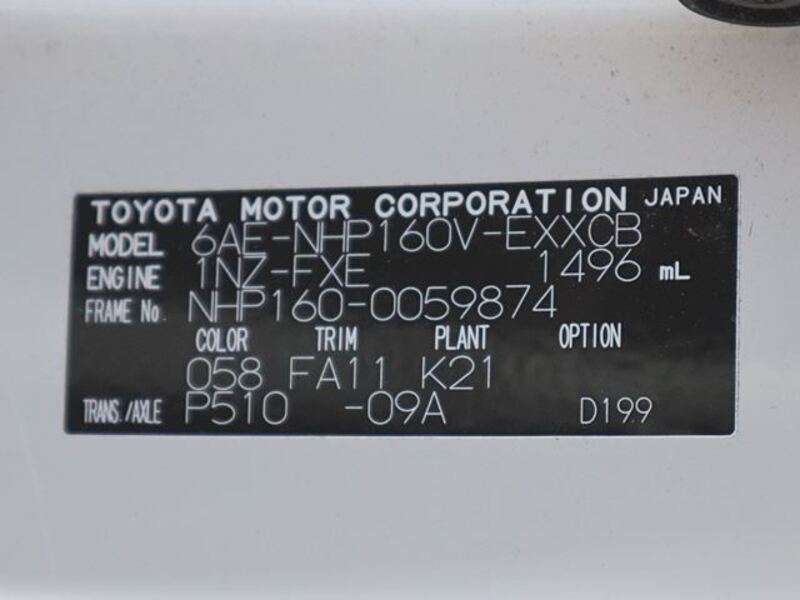 TOYOTA MOTOR CORPORATION JAPAN
MODEL 6AE-NHP160V-EXXCB
ENGINE 1NZ-FXE 1496 mL
FRAME No. NHP160-0059874
COLOR TRIM PLANT OPTION
058 FA11 K21
TRANS./AXLE P510 -09A D199